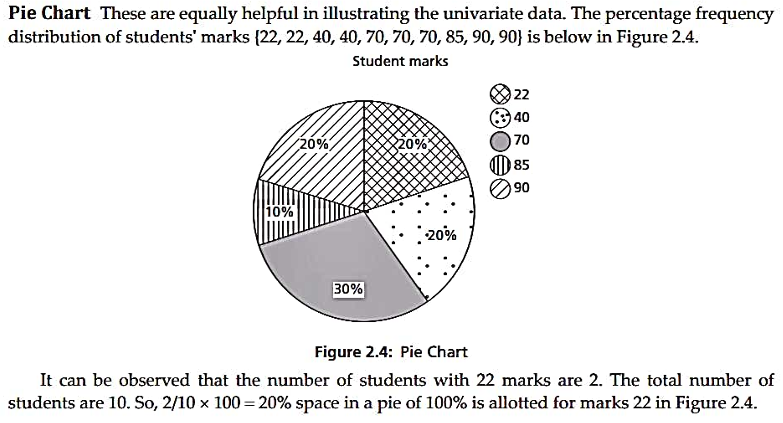 Pie Chart These are equally helpful in illustrating the univariate data. The percentage frequency
distribution of students' marks {22, 22, 40, 40, 70, 70, 70, 85, 90, 90} is below in Figure 2.4.
Student marks
22
40
70
85
90
20%
20%
10%
20%
30%
Figure 2.4: Pie Chart
It can be observed that the number of students with 22 marks are 2. The total number of
students are 10. So, 2/10 × 100 = 20% space in a pie of 100% is allotted for marks 22 in Figure 2.4.